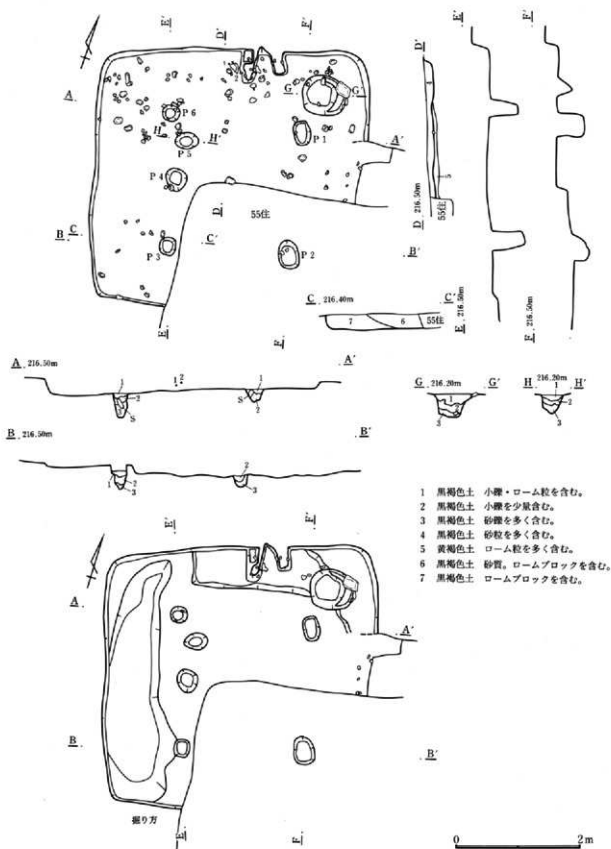 E′ F′
D′
A G G′
P 6 P 1
H H′ A′
P 5
P 4
D 55住
B C C′ P 2 B′
P 3
E F
D′
5
D 216.50m 55住
E′ F′
C 216.40m C′
7 6 55住
E 216.50m
F 216.50m
A 216.50m A′
1 1 2 1
2 S 2
S
B 216.50m B′
1 2 2
3 3
G 216.20m G′
1
2
3
H 216.20m H′
1
2
3
1 黒褐色土 小礫・ローム粒を含む。
2 黒褐色土 小礫を少量含む。
3 黒褐色土 砂礫を多く含む。
4 黒褐色土 砂粒を多く含む。
5 黄褐色土 ローム粒を多く含む。
6 黒褐色土 砂質。ロームブロックを含む。
7 黒褐色土 ロームブロックを含む。
E′ F′
A S A′
B B′
掘り方
E F
0 2m